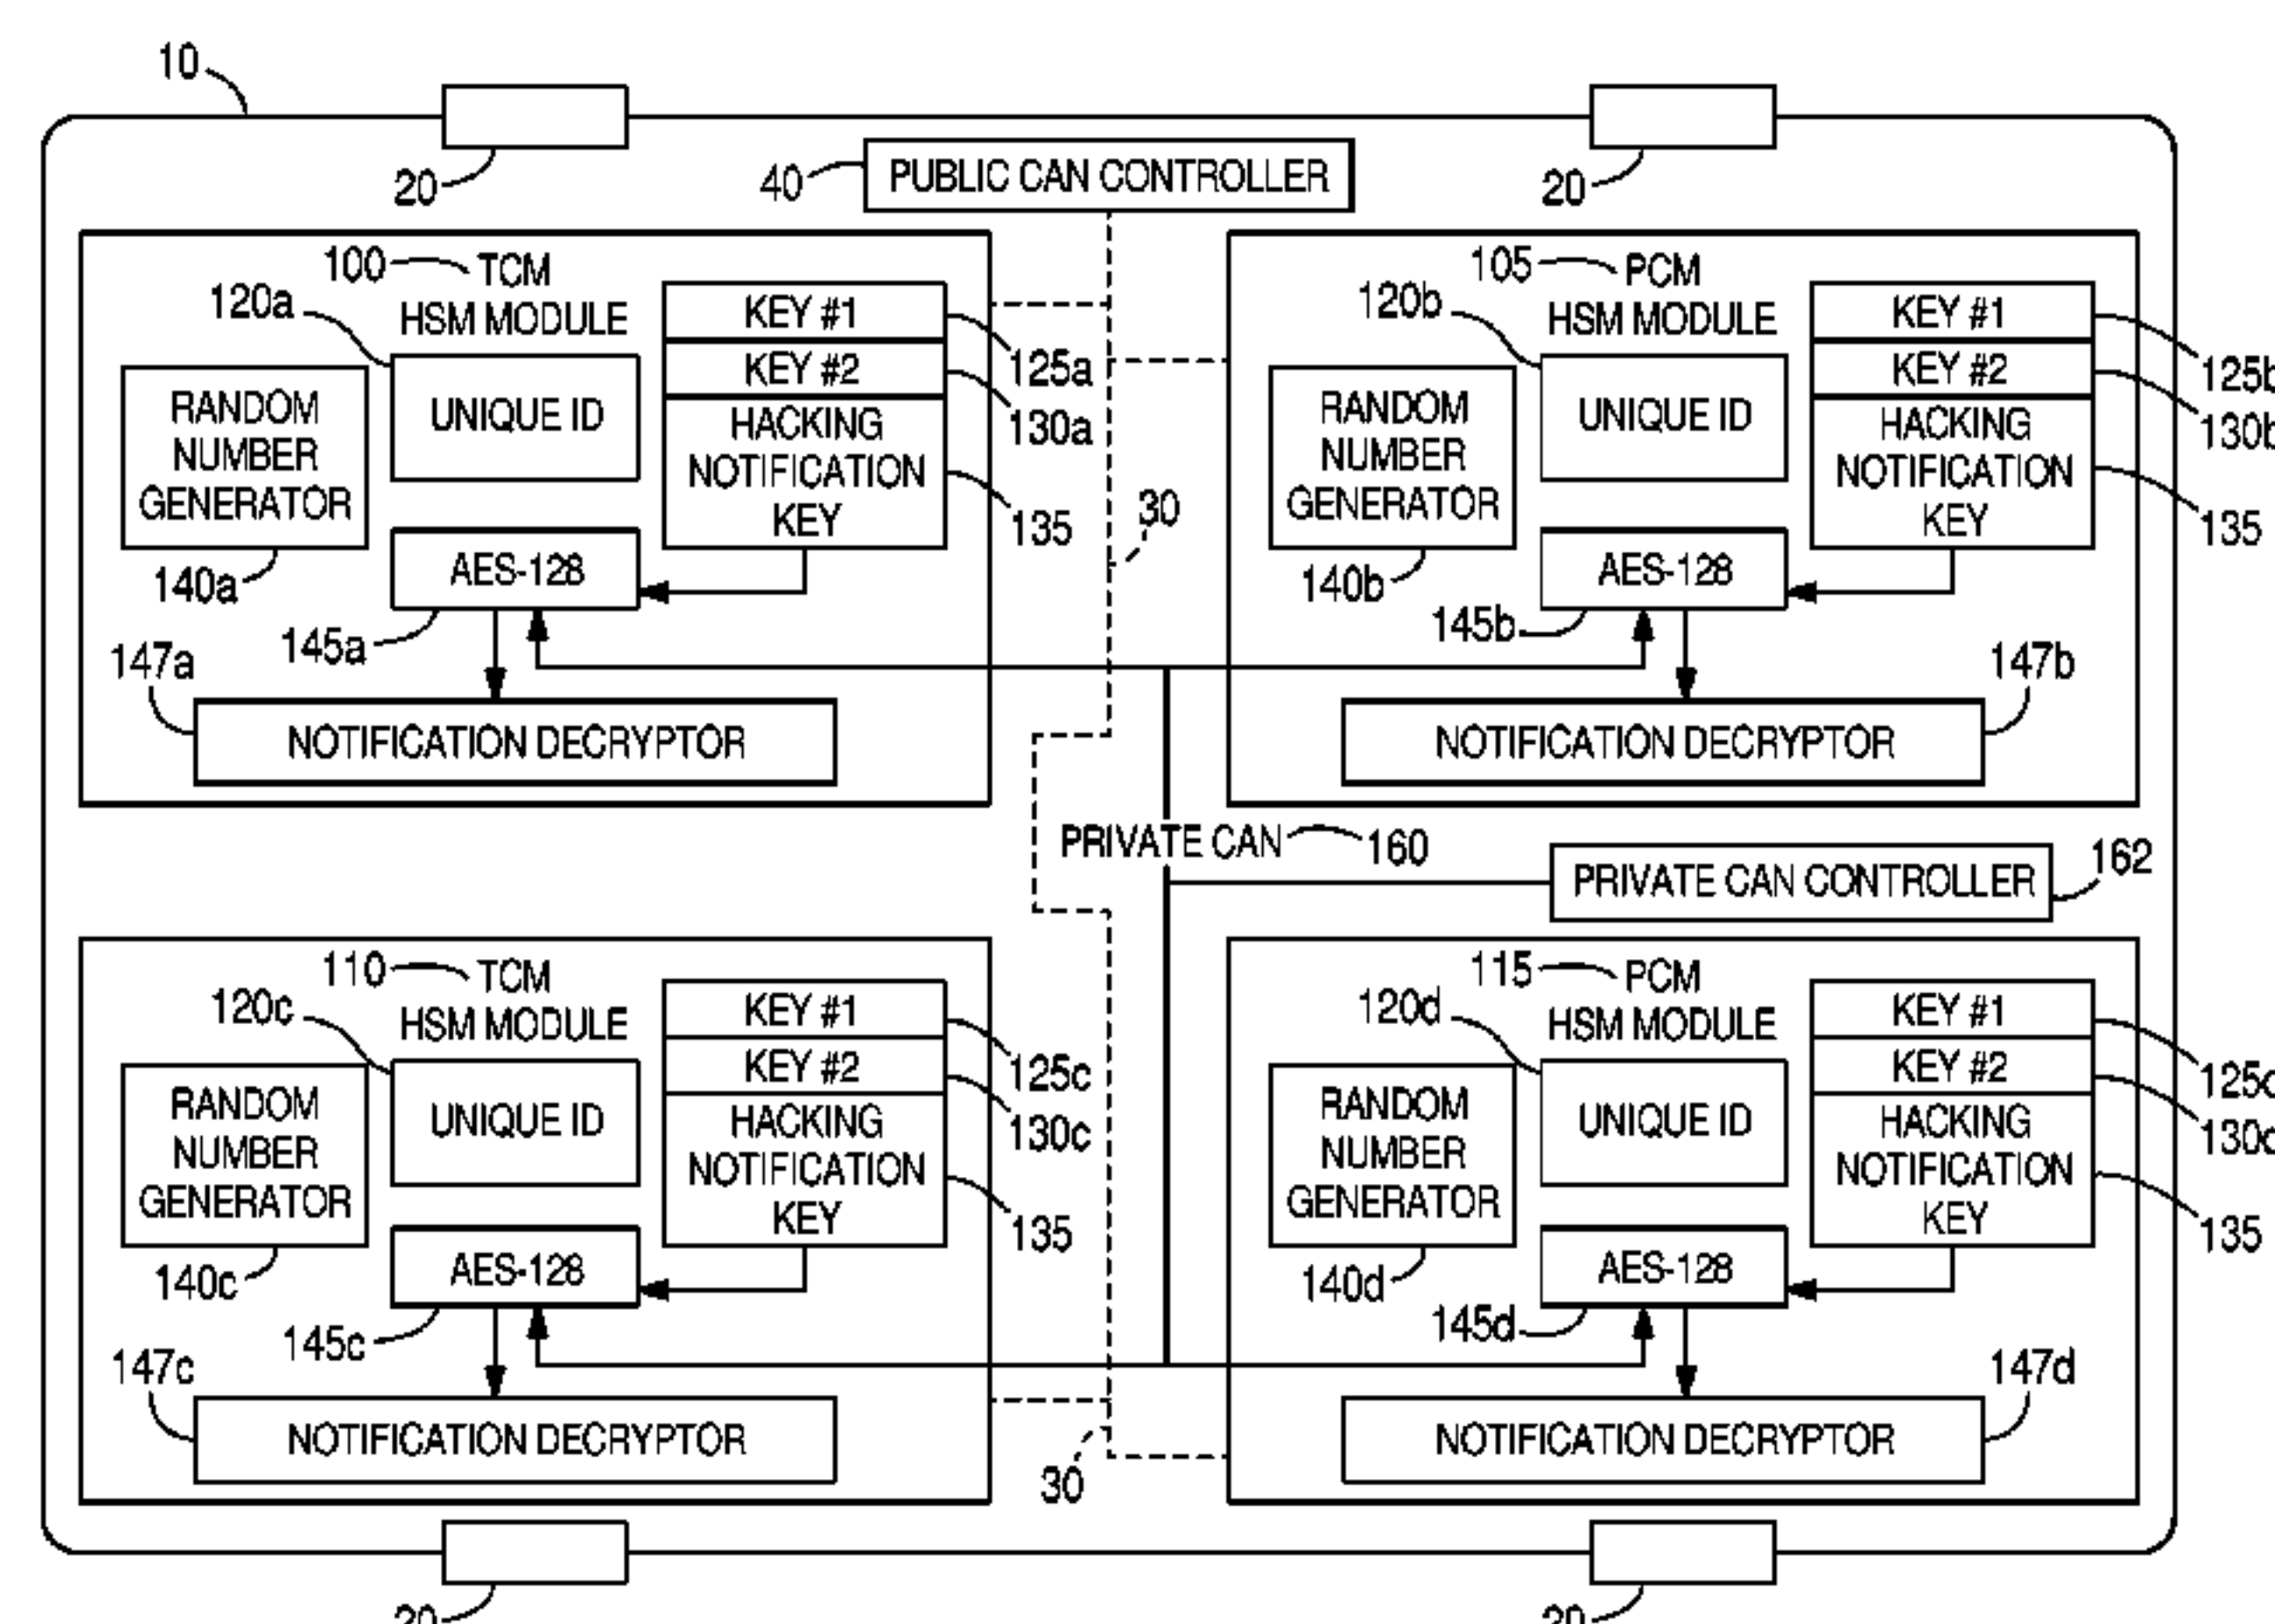 10
20
40
PUBLIC CAN CONTROLLER
20
100
TCM
HSM MODULE
120a
KEY #1
KEY #2
HACKING
NOTIFICATION
KEY
125a
130a
135
RANDOM
NUMBER
GENERATOR
140a
UNIQUE ID
AES-128
145a
147a
NOTIFICATION DECRYPTOR
30
105
PCM
HSM MODULE
120b
KEY #1
KEY #2
HACKING
NOTIFICATION
KEY
125b
130b
135
RANDOM
NUMBER
GENERATOR
140b
UNIQUE ID
AES-128
145b
147b
NOTIFICATION DECRYPTOR
PRIVATE CAN
160
PRIVATE CAN CONTROLLER
162
110
TCM
HSM MODULE
120c
KEY #1
KEY #2
HACKING
NOTIFICATION
KEY
125c
130c
135
RANDOM
NUMBER
GENERATOR
140c
UNIQUE ID
AES-128
145c
147c
NOTIFICATION DECRYPTOR
30
115
PCM
HSM MODULE
120d
KEY #1
KEY #2
HACKING
NOTIFICATION
KEY
125d
130d
135
RANDOM
NUMBER
GENERATOR
140d
UNIQUE ID
AES-128
145d
147d
NOTIFICATION DECRYPTOR
20
20